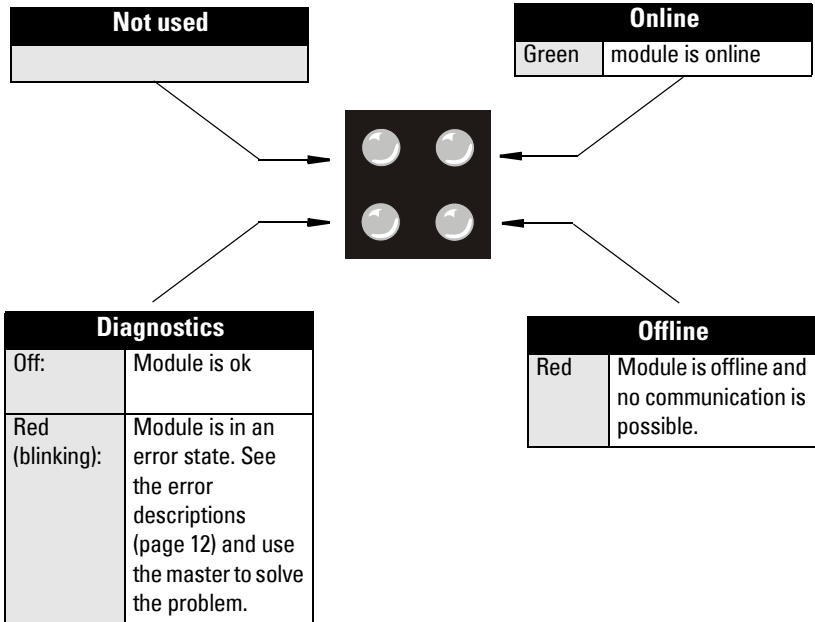 Not used
Online
Green module is online
Diagnostics
Off: Module is ok
Red
(blinking):
Module is in an
error state. See
the error
descriptions
(page 12) and use
the master to solve
the problem.
Offline
Red
Module is offline and
no communication is
possible.